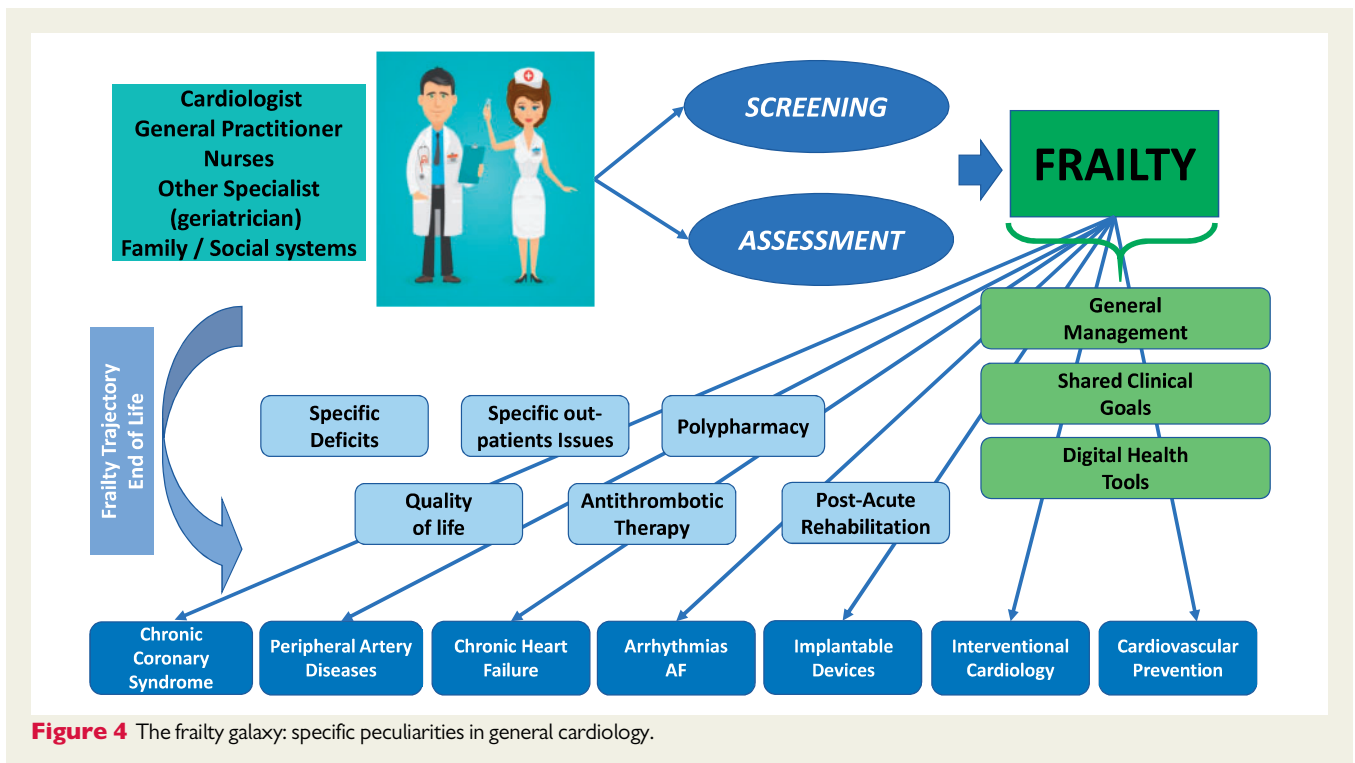 Cardiologist
General Practitioner
Nurses
Other Specialist
(geriatrician)
Family / Social systems
SCREENING
ASSESSMENT
FRAILTY
General
Management
Shared Clinical
Goals
Digital Health
Tools
Frailty Trajectory
End of Life
Specific
Deficits
Specific out-
patients Issues
Polypharmacy
Quality
of life
Antithrombotic
Therapy
Post-Acute
Rehabilitation
Chronic
Coronary
Syndrome
Peripheral Artery
Diseases
Chronic Heart
Failure
Arrhythmias
AF
Implantable
Devices
Interventional
Cardiology
Cardiovascular
Prevention
Figure 4 The frailty galaxy: specific peculiarities in general cardiology.